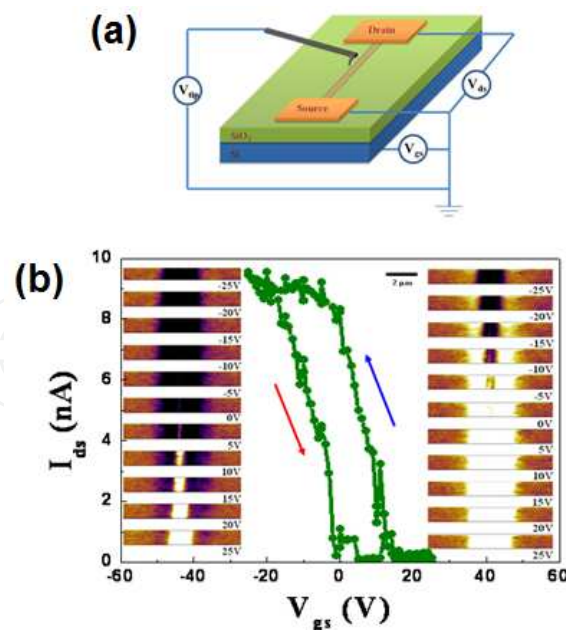 (a)
Drain
V_tip
V_ds
Source
V_gs
SiO₂
Si
(b)
10
8
6
4
2
0
I_ds (nA)
-25V
-20V
-15V
-10V
-5V
0V
5V
10V
15V
20V
25V
2 μm
-25V
-20V
-15V
-10V
-5V
0V
5V
10V
15V
20V
25V
-60 -40 -20 0 20 40 60
V_gs (V)